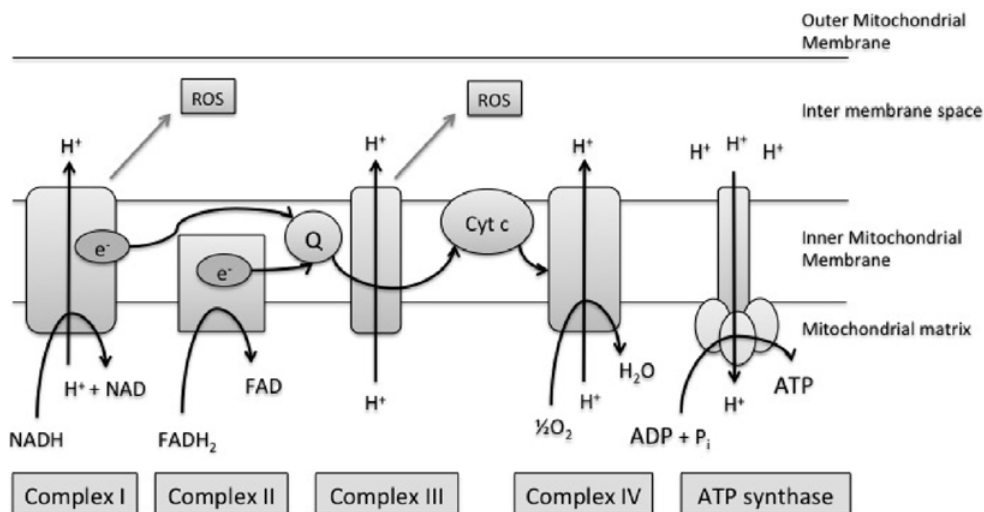 Outer Mitochondrial
Membrane
ROS
ROS
Inter membrane space
H⁺
H⁺
H⁺
H⁺
H⁺
H⁺
e⁻
Q
Cyt c
Inner Mitochondrial
Membrane
e⁻
Mitochondrial matrix
H⁺ + NAD
FAD
H⁺
H₂O
H⁺
ATP
H⁺
NADH
FADH₂
½O₂
ADP + Pᵢ
Complex I
Complex II
Complex III
Complex IV
ATP synthase